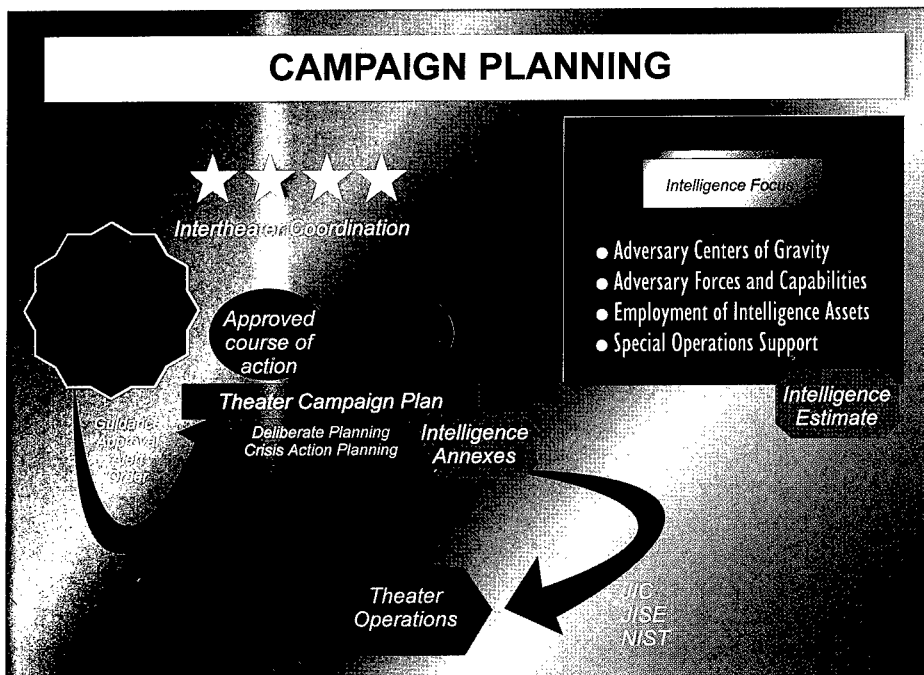 CAMPAIGN PLANNING
Intertheater Coordination
Approved
course of
action
Theater Campaign Plan
Deliberate Planning
Crisis Action Planning
Guidance
Approval
Alert
Order
Intelligence
Annexes
Theater
Operations
JIC
JISE
NIST
Intelligence Focus
● Adversary Centers of Gravity
● Adversary Forces and Capabilities
● Employment of Intelligence Assets
● Special Operations Support
Intelligence
Estimate